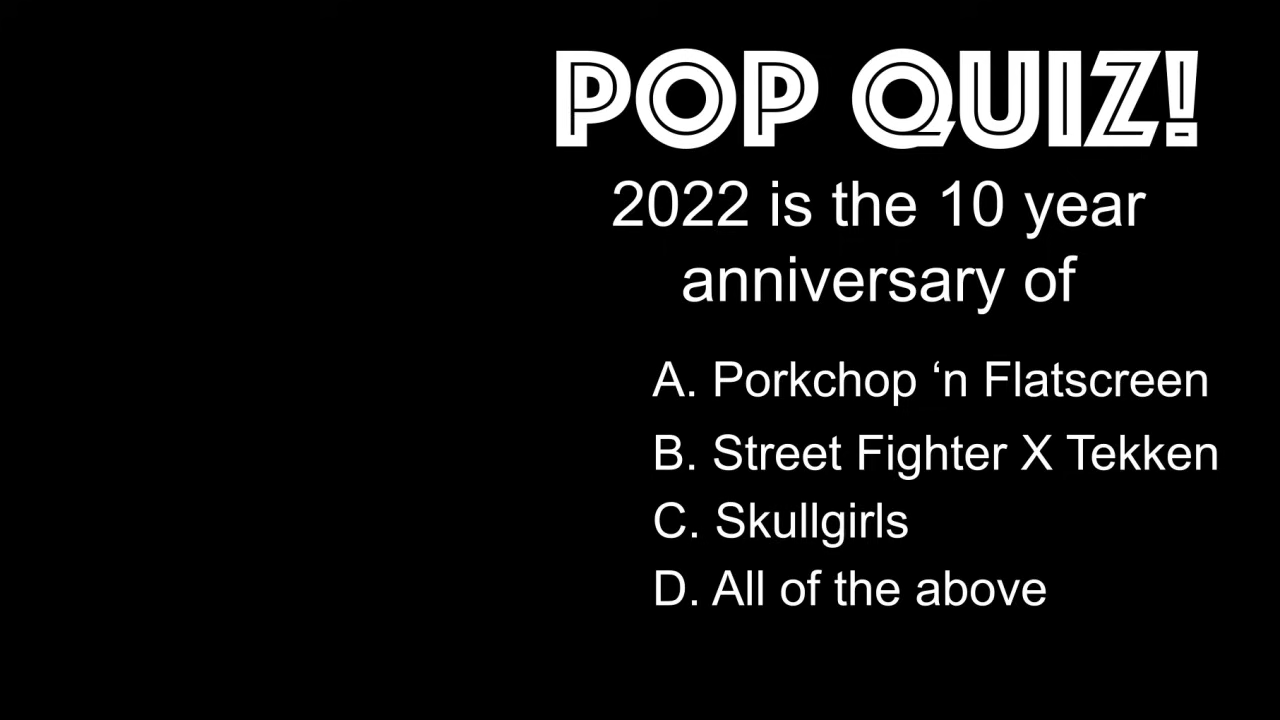 POP QUIZ!
2022 is the 10 year
anniversary of
A. Porkchop ‘n Flatscreen
B. Street Fighter X Tekken
C. Skullgirls
D. All of the above